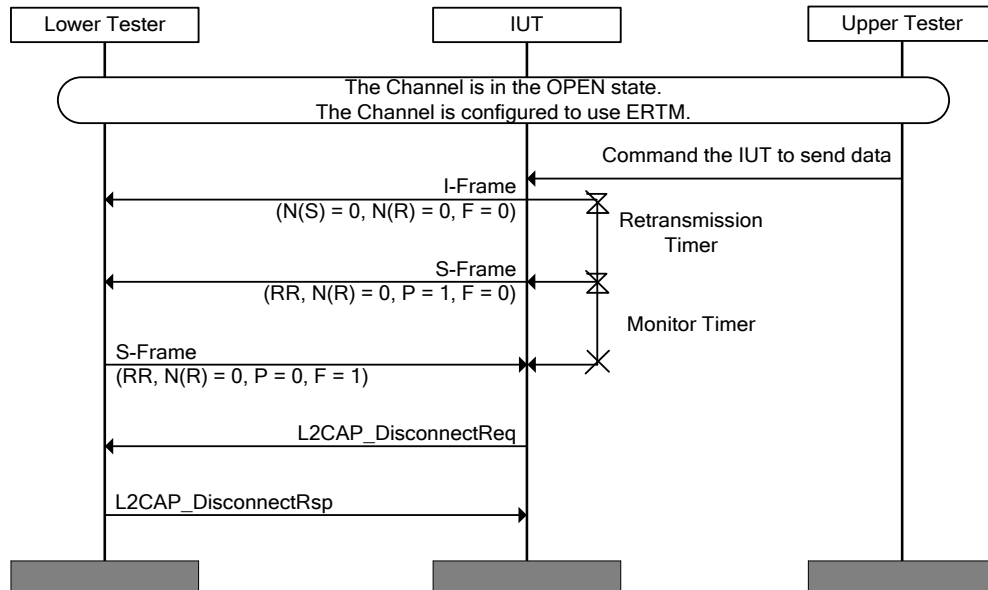 Lower Tester
IUT
Upper Tester
The Channel is in the OPEN state.
The Channel is configured to use ERTM.
Command the IUT to send data
I-Frame
(N(S) = 0, N(R) = 0, F = 0)
Retransmission
Timer
S-Frame
(RR, N(R) = 0, P = 1, F = 0)
Monitor Timer
S-Frame
(RR, N(R) = 0, P = 0, F = 1)
L2CAP_DisconnectReq
L2CAP_DisconnectRsp